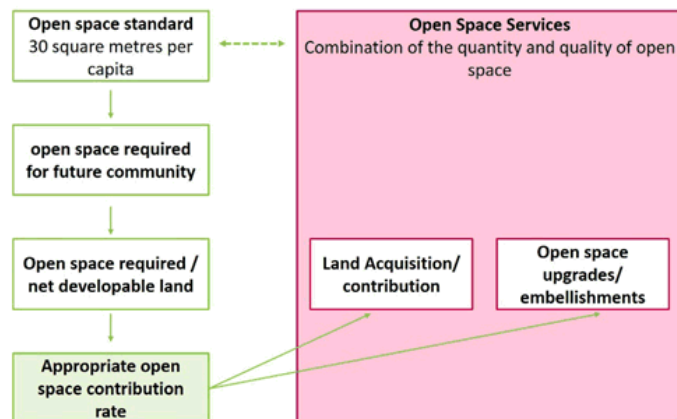 Open space standard
30 square metres per
capita
open space required
for future community
Open space required /
net developable land
Appropriate open
space contribution
rate
Open Space Services
Combination of the quantity and quality of open
space
Land Acquisition/
contribution
Open space
upgrades/
embellishments